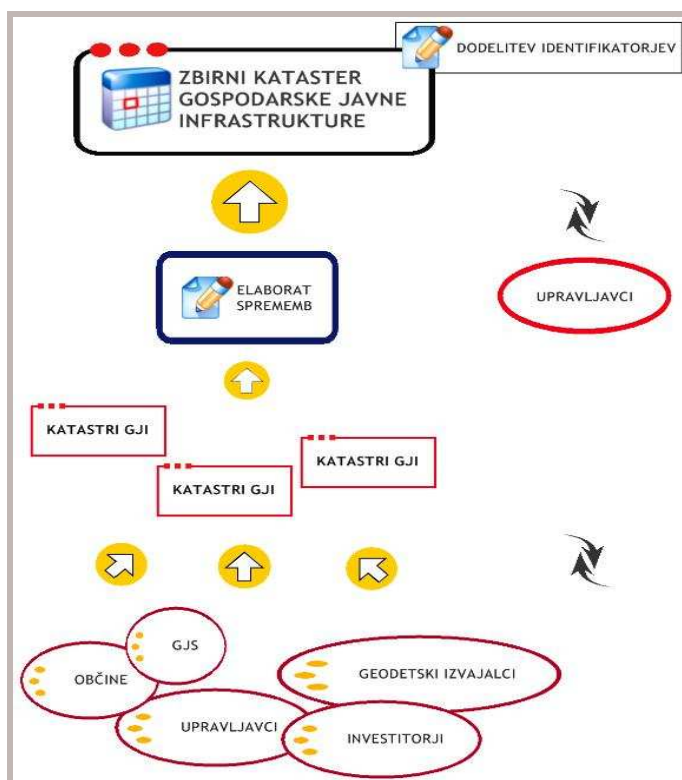 DODELITEV IDENTIFIKATORJEV
ZBIRNI KATASTER
GOSPODARSKE JAVNE
INFRASTRUKTURE
ELABORAT
SPREMEMB
UPRAVLJAVCI
KATASTRI GJI
KATASTRI GJI
KATASTRI GJI
GJS
OBČINE
GEODETSKI IZVAJALCI
UPRAVLJAVCI
INVESTITORJI